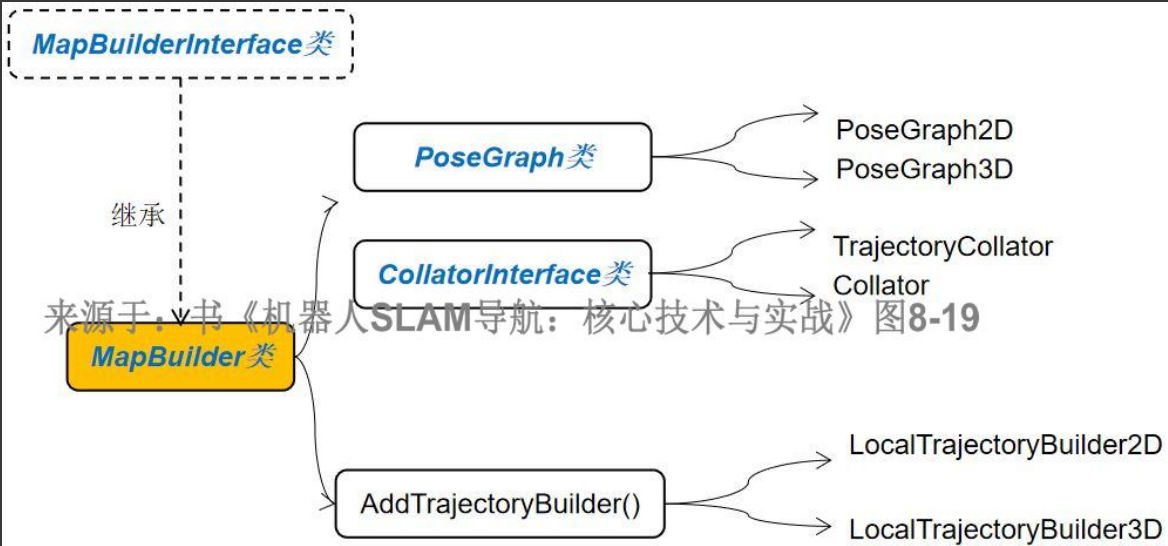 MapBuilderInterface类
PoseGraph类
PoseGraph2D
PoseGraph3D
继承
CollatorInterface类
TrajectoryCollator
Collator
来源于：书《机器人SLAM导航：核心技术与实战》图8-19
MapBuilder类
AddTrajectoryBuilder()
LocalTrajectoryBuilder2D
LocalTrajectoryBuilder3D